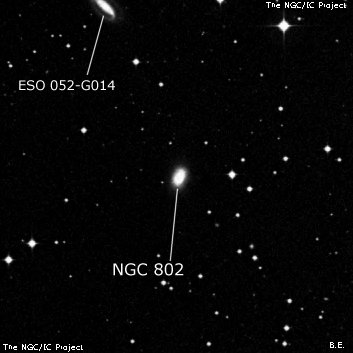 The NGC/IC Project
ESO 052-G014
NGC 802
The NGC/IC Project
B.E.